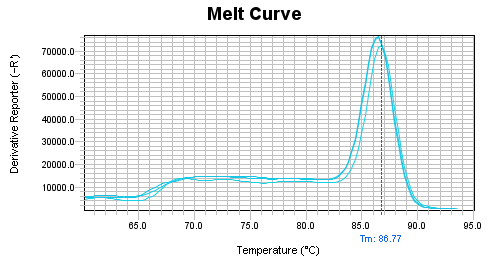 Melt Curve
Derivative Reporter (-R')
70000.0
60000.0
50000.0
40000.0
30000.0
20000.0
10000.0
65.0 70.0 75.0 80.0 85.0 90.0 95.0
Tm: 86.77
Temperature (°C)